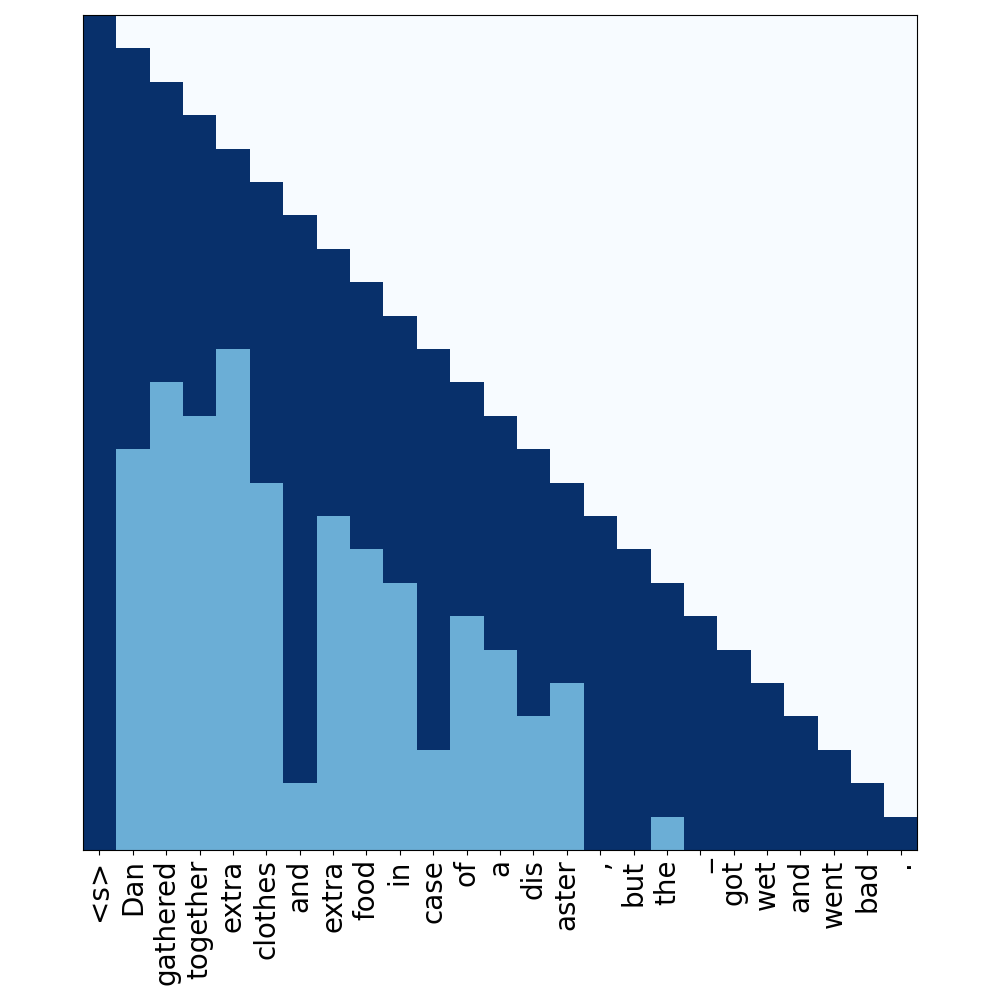 <s>
Dan
gathered
together
extra
clothes
and
extra
food
in
case
of
a
dis
aster
,
but
the
_
got
wet
and
went
bad
.